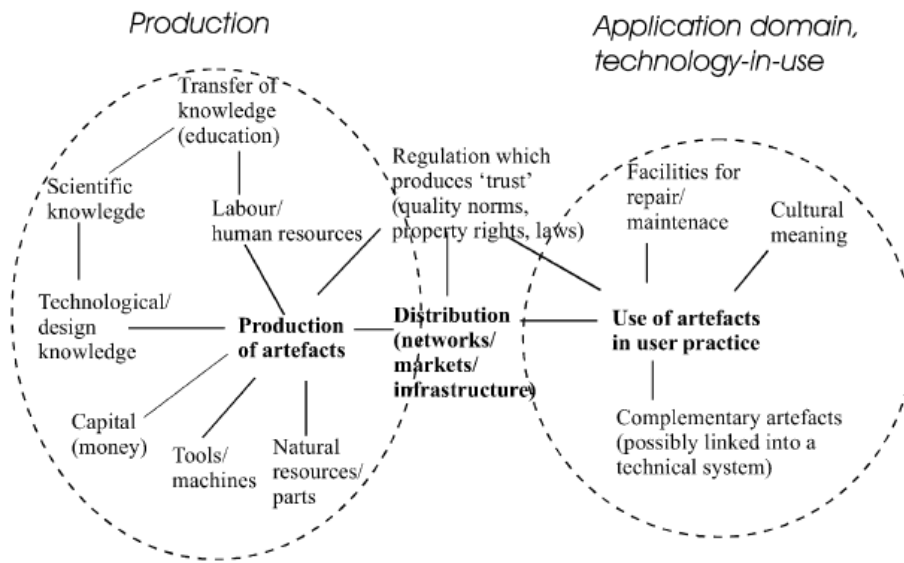 Production
Application domain,
technology-in-use
Transfer of
knowledge
(education)
Scientific
knowlegde
Labour/
human resources
Technological/
design
knowledge
Production
of artefacts
Capital
(money)
Tools/
machines
Natural
resources/
parts
Regulation which
produces ‘trust’
(quality norms,
property rights, laws)
Distribution
(networks/
markets/
infrastructure)
Facilities for
repair/
maintenace
Cultural
meaning
Use of artefacts
in user practice
Complementary artefacts
(possibly linked into a
technical system)